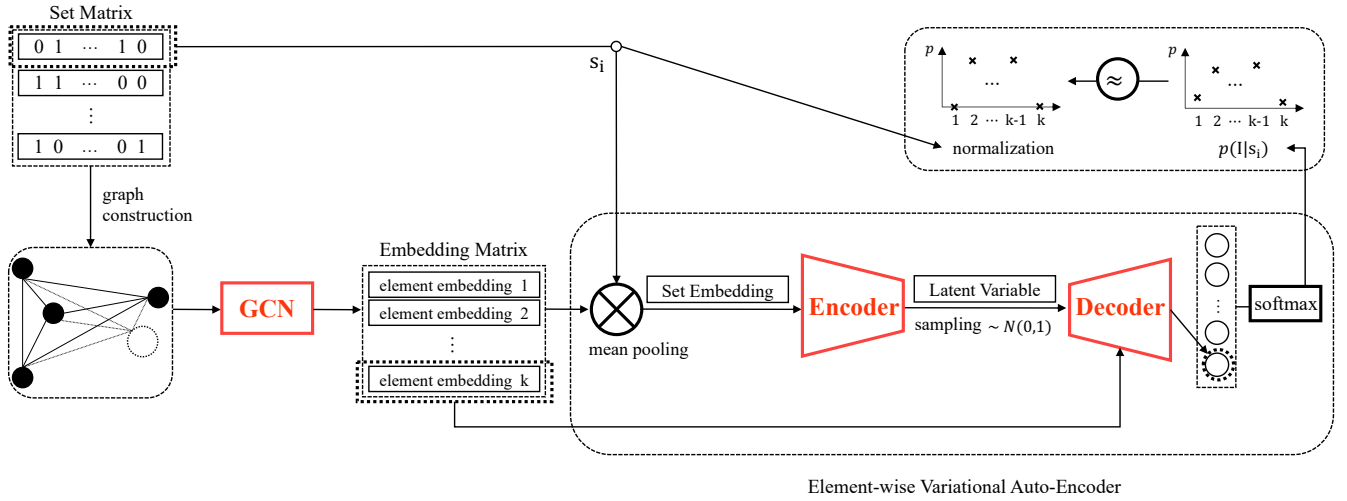 Set Matrix
0 1 ··· 1 0
1 1 ··· 0 0
⋮
1 0 ··· 0 1
graph
construction
GCN
Embedding Matrix
element embedding 1
element embedding 2
⋮
element embedding k
s_i
mean pooling
Set Embedding
Encoder
Latent Variable
sampling ~ N(0,1)
Decoder
⋮
softmax
p
...
1 2 ··· k-1 k
normalization
≈
p
...
1 2 ··· k-1 k
p(I|s_i)
Element-wise Variational Auto-Encoder